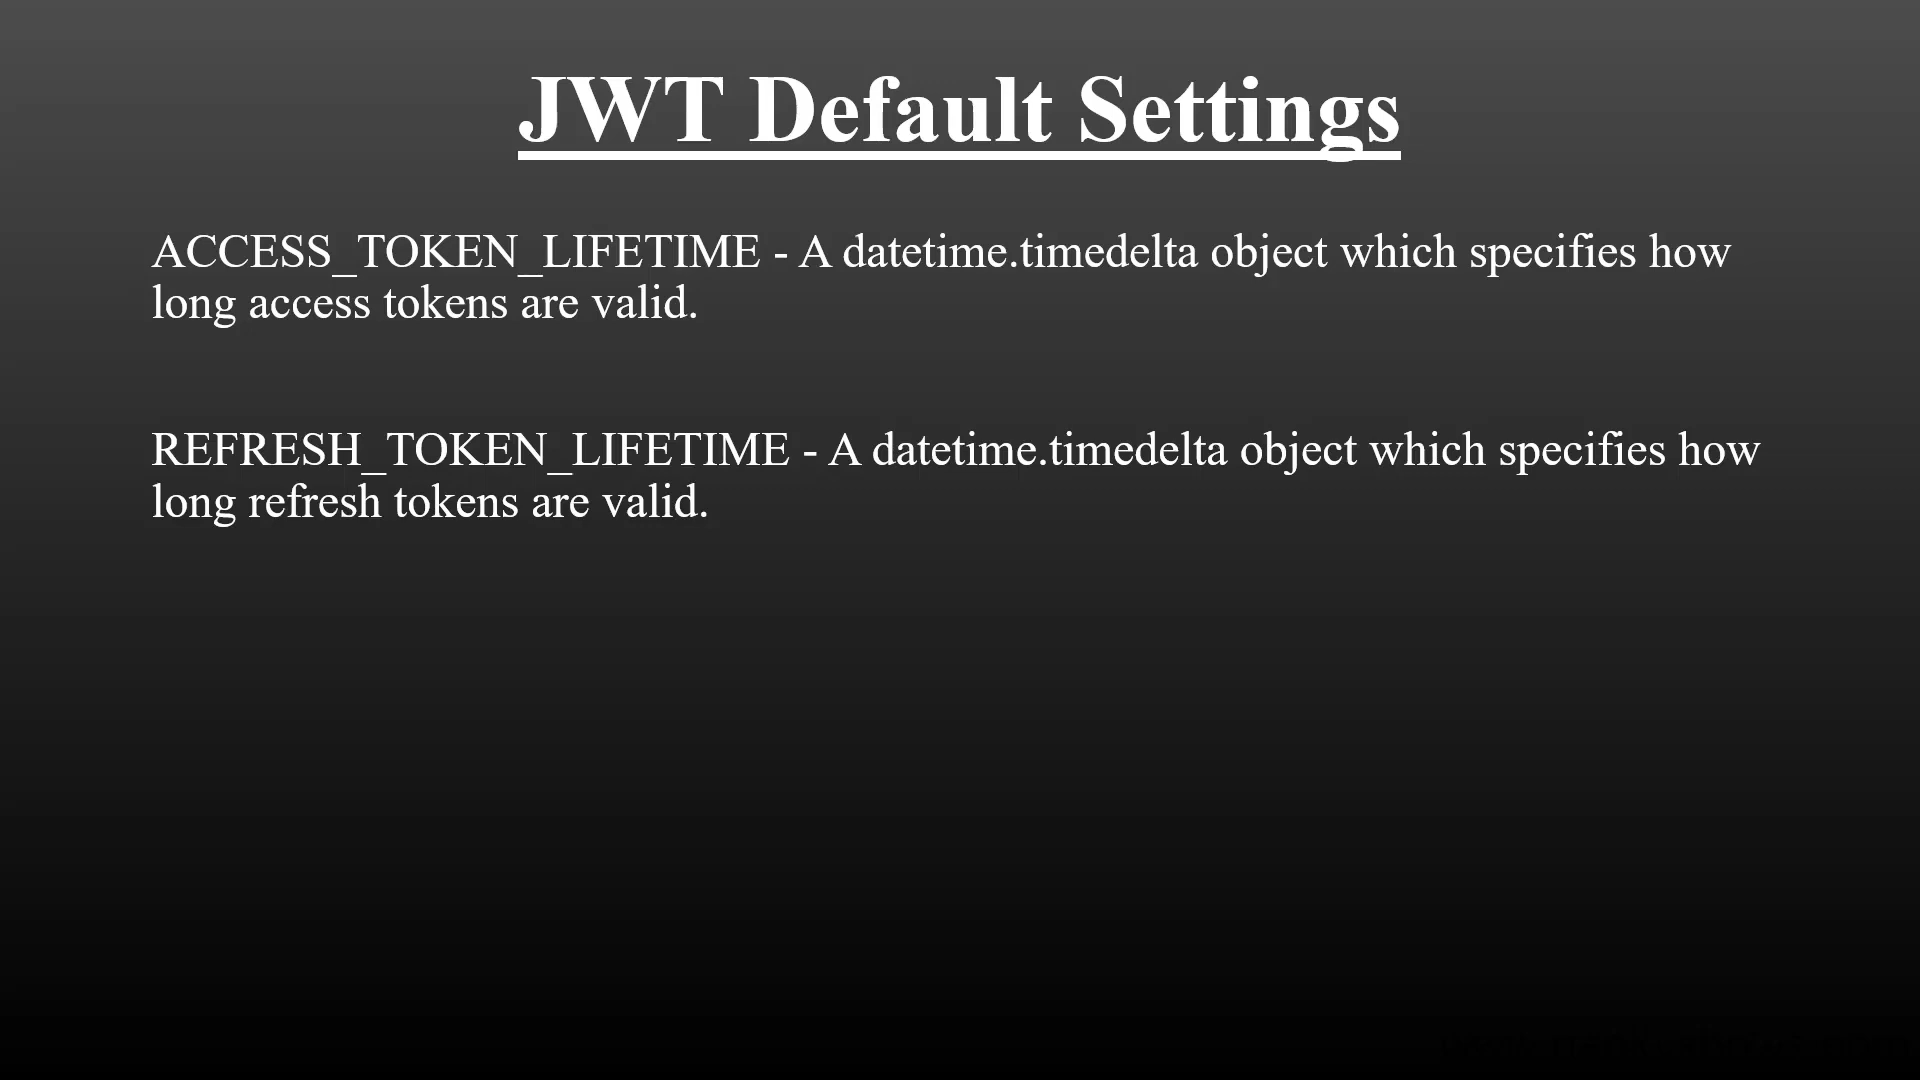 JWT Default Settings
ACCESS_TOKEN_LIFETIME - A datetime.timedelta object which specifies how
long access tokens are valid.
REFRESH_TOKEN_LIFETIME - A datetime.timedelta object which specifies how
long refresh tokens are valid.